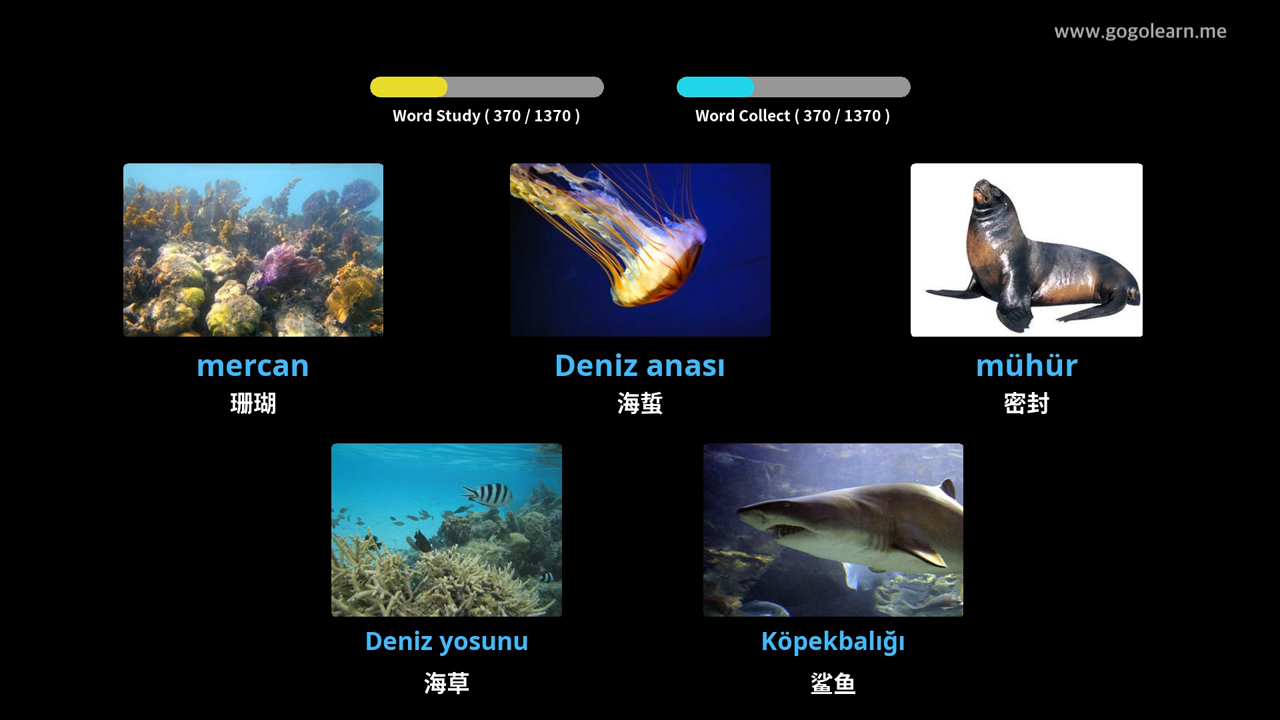 www.gogolearn.me
Word Study ( 370 / 1370 )
Word Collect ( 370 / 1370 )
mercan
珊瑚
Deniz anası
海蜇
mühür
密封
Deniz yosunu
海草
Köpekbalığı
鲨鱼